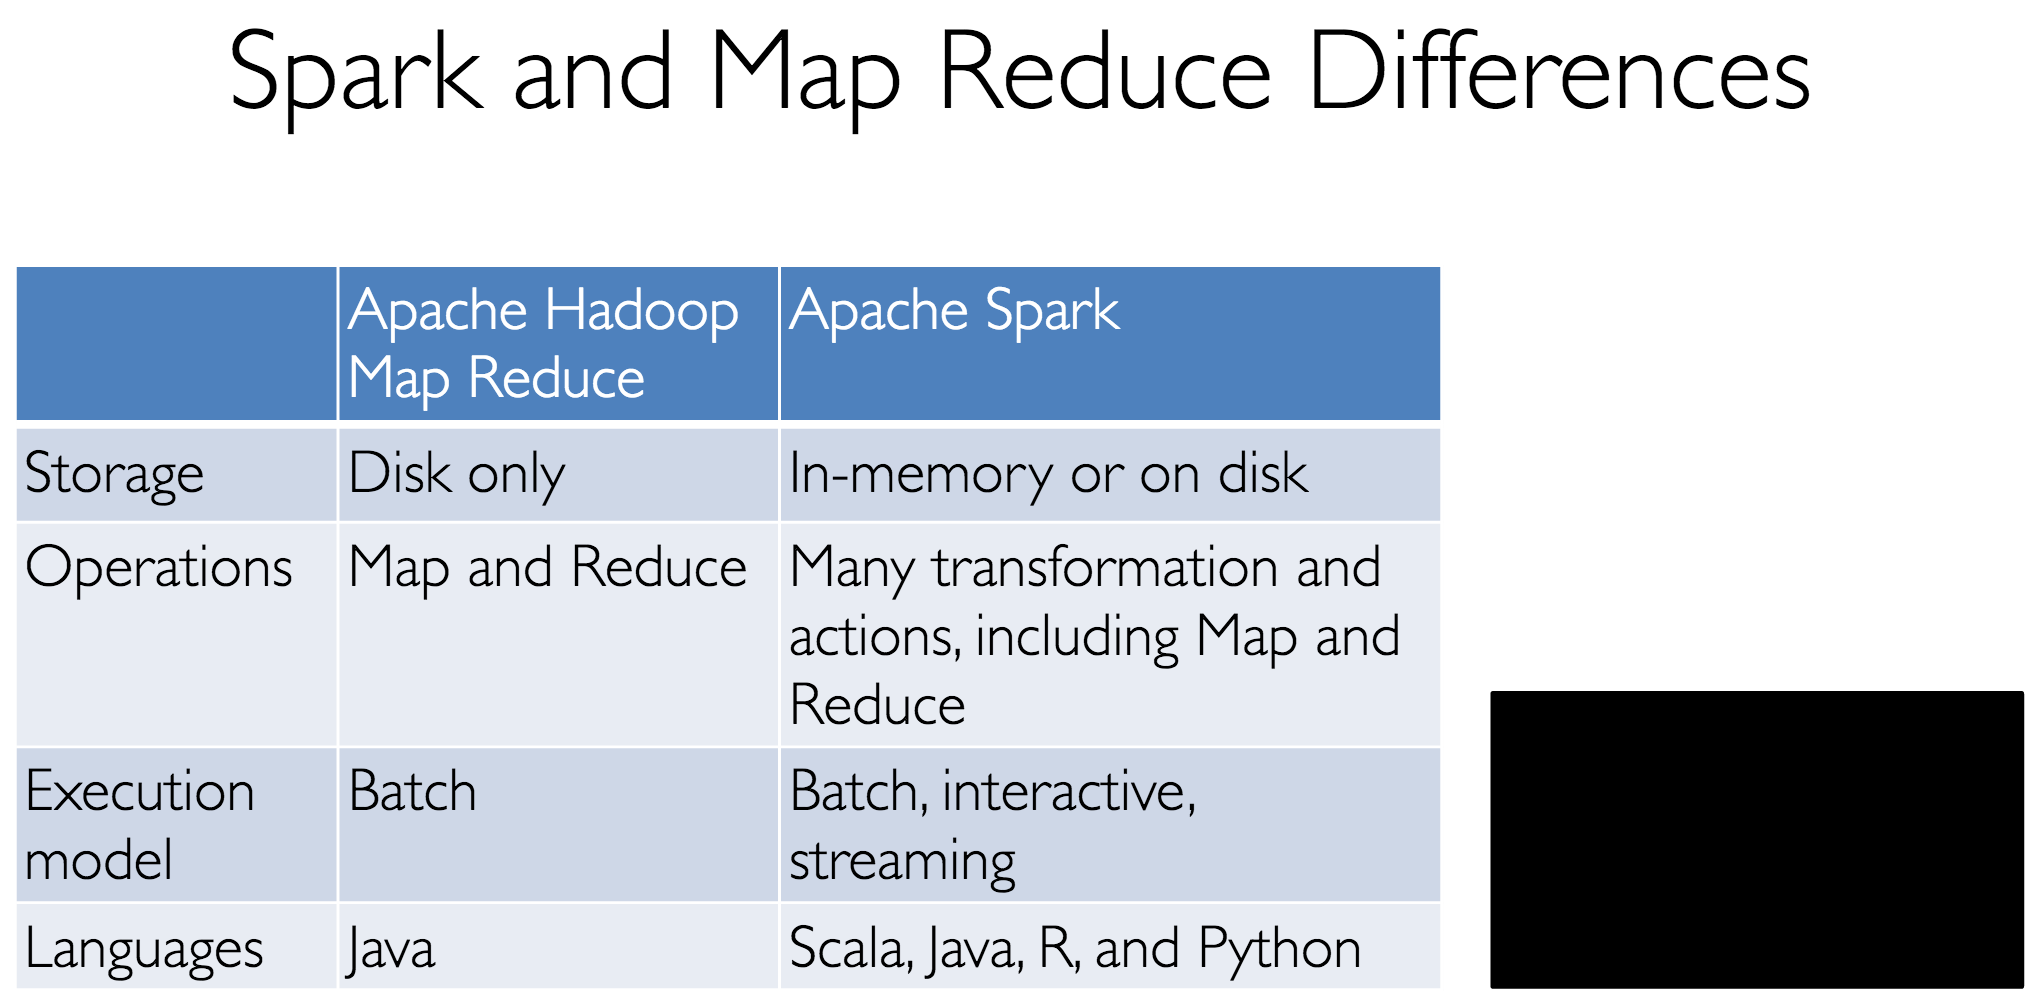 Spark and Map Reduce Differences
Apache Hadoop
Map Reduce
Apache Spark
Storage
Disk only
In-memory or on disk
Operations
Map and Reduce
Many transformation and
actions, including Map and
Reduce
Execution
model
Batch
Batch, interactive,
streaming
Languages
Java
Scala, Java, R, and Python